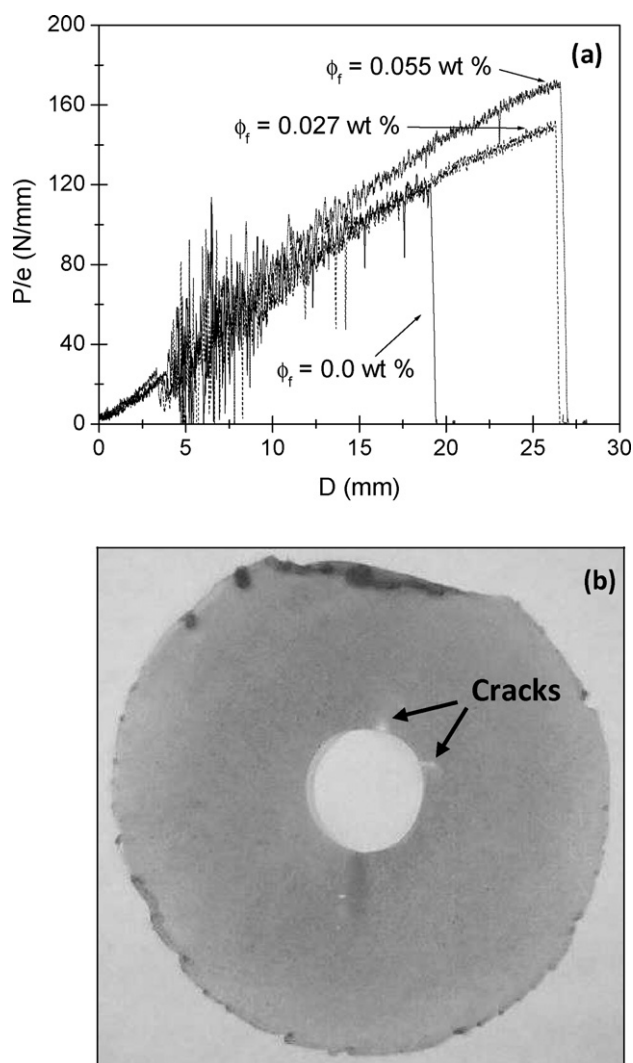 200
160
120
80
40
0
P/e (N/mm)
(a)
ϕf = 0.055 wt %
ϕf = 0.027 wt %
ϕf = 0.0 wt %
0 5 10 15 20 25 30
D (mm)
(b)
Cracks